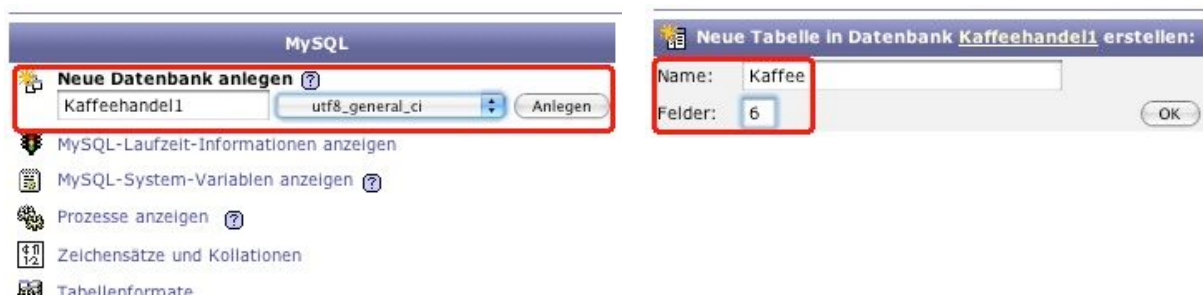 MySQL
Neue Datenbank anlegen
Kaffeehandel1 utf8_general_ci Anlegen
MySQL-Laufzeit-Informationen anzeigen
MySQL-System-Variablen anzeigen
Prozesse anzeigen
Zeichensätze und Kollationen
Tabellenformate
Neue Tabelle in Datenbank Kaffeehandel1 erstellen:
Name: Kaffee
Felder: 6
OK